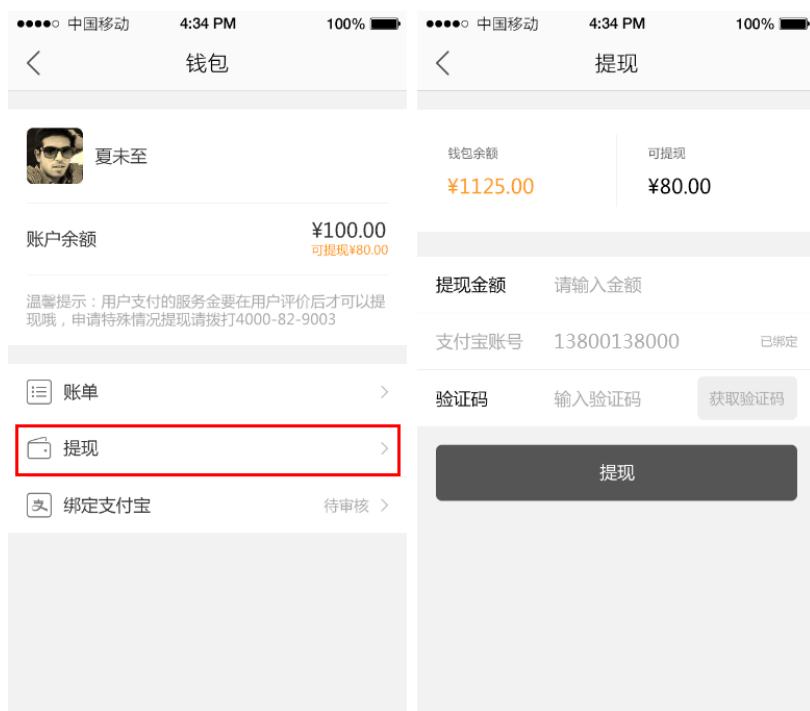 ●●●●○ 中国移动 4:34 PM 100%
钱包
夏未至
账户余额 ¥100.00
可提现¥80.00
温馨提示：用户支付的服务金要在用户评价后才可以提
现哦，申请特殊情况提现请拨打4000-82-9003
账单
提现
支 绑定支付宝 待审核
●●●●○ 中国移动 4:34 PM 100%
提现
钱包余额 可提现
¥1125.00 ¥80.00
提现金额 请输入金额
支付宝账号 13800138000 已绑定
验证码 输入验证码 获取验证码
提现